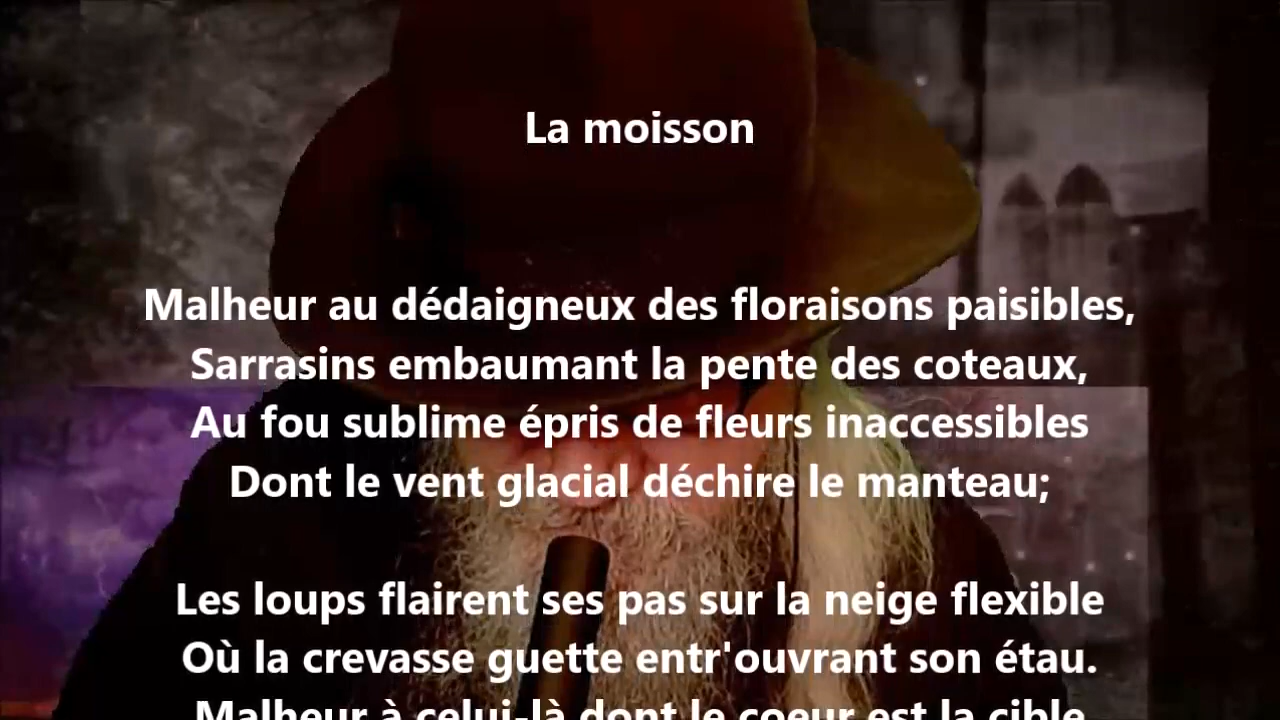 La moisson
Malheur au dédaigneux des floraisons paisibles,
Sarrasins embaumant la pente des coteaux,
Au fou sublime épris de fleurs inaccessibles
Dont le vent glacial déchire le manteau;
Les loups flairent ses pas sur la neige flexible
Où la crevasse guette entr'ouvrant son étau.
Malheur à celui-là dont le coeur est la cible